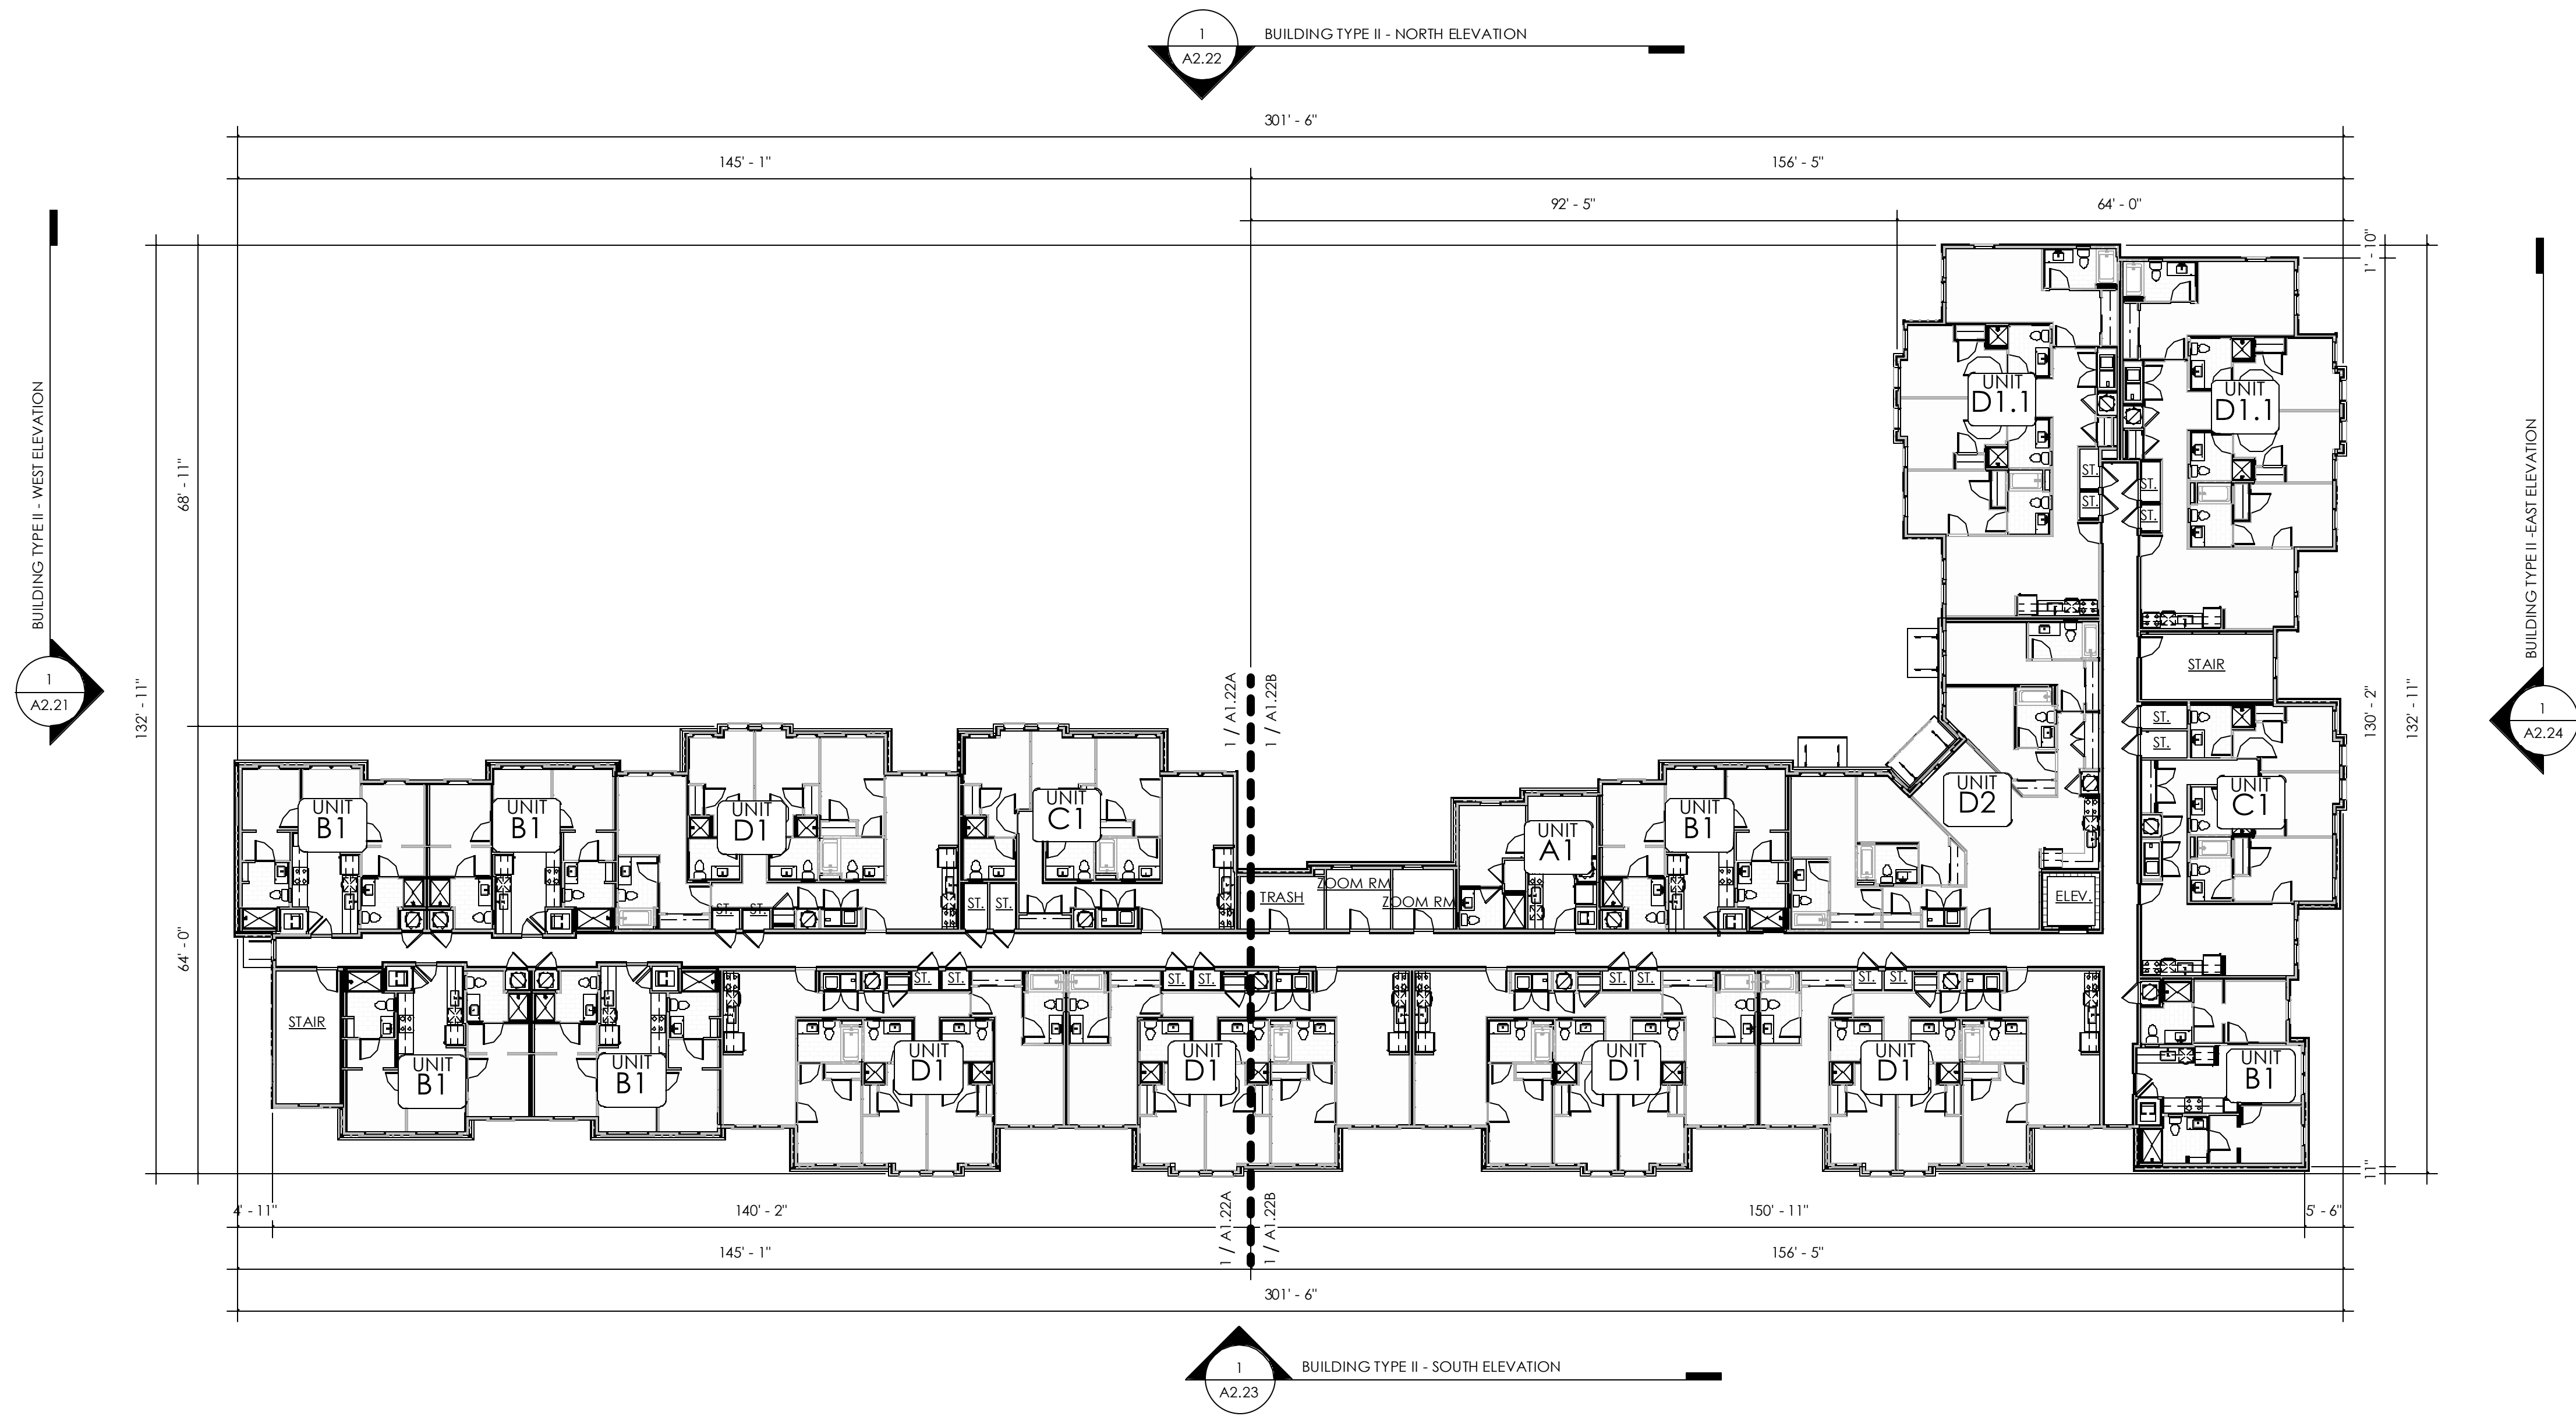 1
A2.22
BUILDING TYPE II - NORTH ELEVATION
301' - 6"
145' - 1"
156' - 5"
92' - 5"
64' - 0"
1' - 10"
BUILDING TYPE II - WEST ELEVATION
1
A2.21
132' - 11"
68' - 11"
64' - 0"
UNIT
D1.1
UNIT
D1.1
ST.
ST.
ST.
ST.
STAIR
ST.
ST.
1 / A1.22A
1 / A1.22B
UNIT
B1
UNIT
B1
UNIT
D1
UNIT
C1
UNIT
A1
UNIT
B1
UNIT
D2
UNIT
C1
ST.
ST.
ST.
ST.
TRASH
ZOOM RM
ZOOM RM
ELEV.
STAIR
ST.
ST.
ST.
ST.
ST.
ST.
ST.
ST.
UNIT
B1
UNIT
B1
UNIT
D1
UNIT
D1
UNIT
D1
UNIT
D1
UNIT
B1
BUILDING TYPE II -EAST ELEVATION
1
A2.24
130' - 2"
132' - 11"
11"
4' - 11"
140' - 2"
1 / A1.22A
1 / A1.22B
150' - 11"
5' - 6"
145' - 1"
156' - 5"
301' - 6"
1
A2.23
BUILDING TYPE II - SOUTH ELEVATION